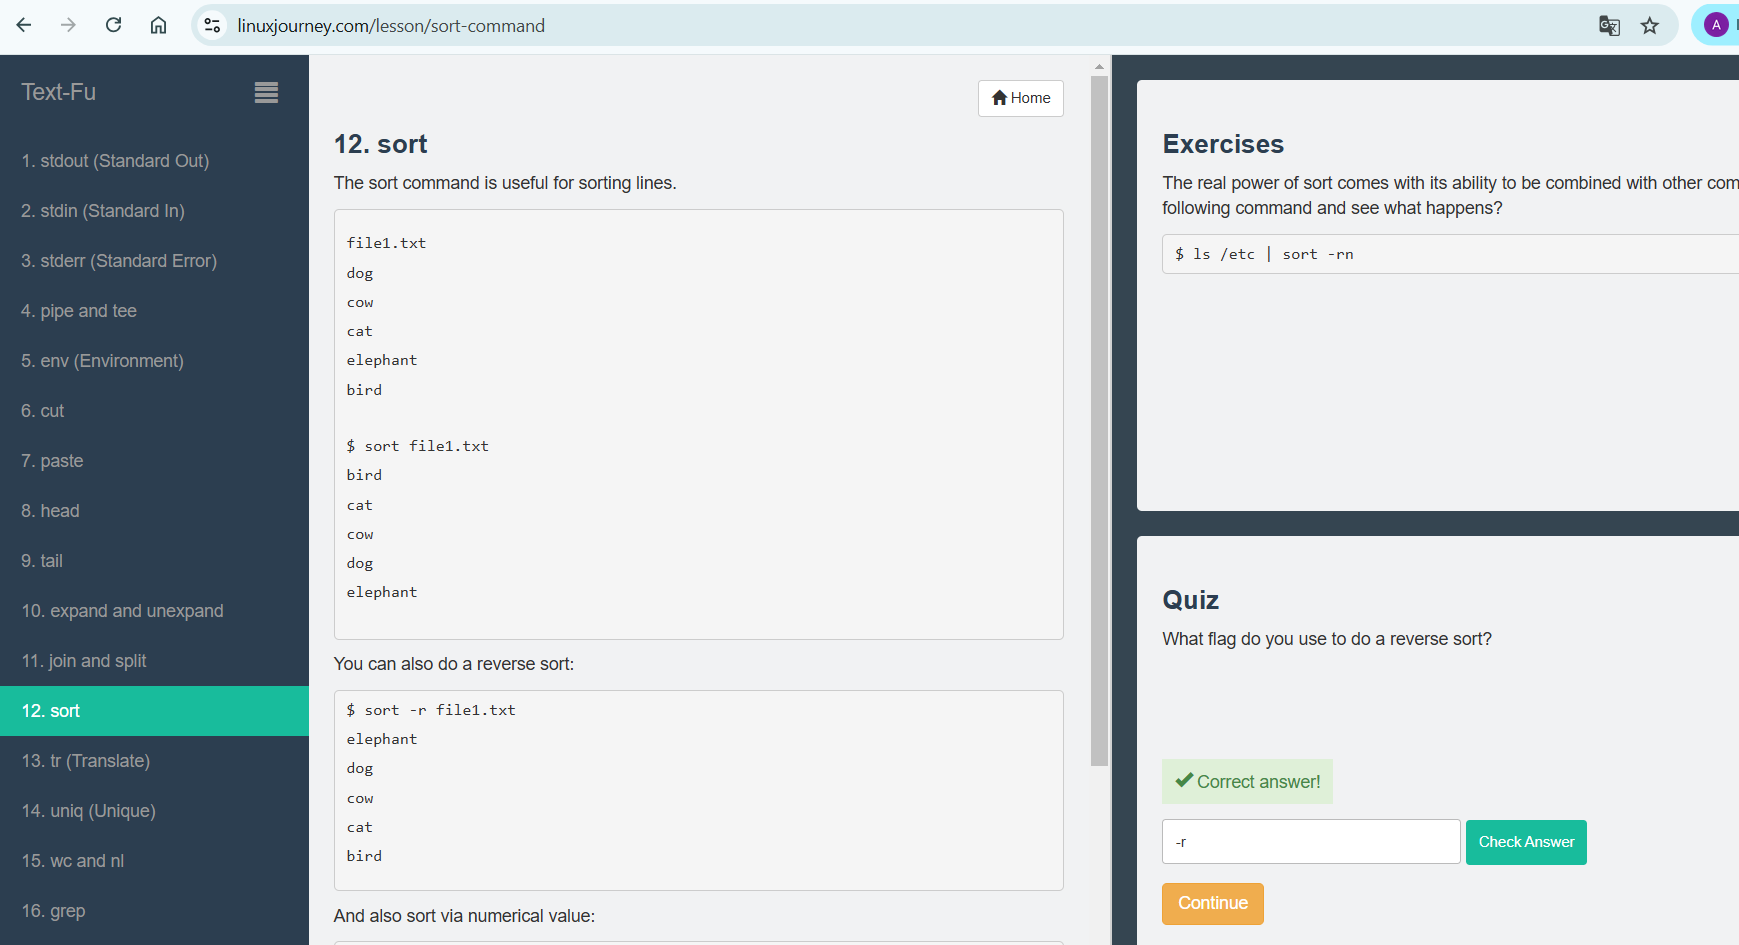 linuxjourney.com/lesson/sort-command
A
Text-Fu
1. stdout (Standard Out)
2. stdin (Standard In)
3. stderr (Standard Error)
4. pipe and tee
5. env (Environment)
6. cut
7. paste
8. head
9. tail
10. expand and unexpand
11. join and split
12. sort
13. tr (Translate)
14. uniq (Unique)
15. wc and nl
16. grep
Home
12. sort
The sort command is useful for sorting lines.
file1.txt
dog
cow
cat
elephant
bird
$ sort file1.txt
bird
cat
cow
dog
elephant
You can also do a reverse sort:
$ sort -r file1.txt
elephant
dog
cow
cat
bird
And also sort via numerical value:
Exercises
The real power of sort comes with its ability to be combined with other com
following command and see what happens?
$ ls /etc | sort -rn
Quiz
What flag do you use to do a reverse sort?
Correct answer!
-r
Check Answer
Continue